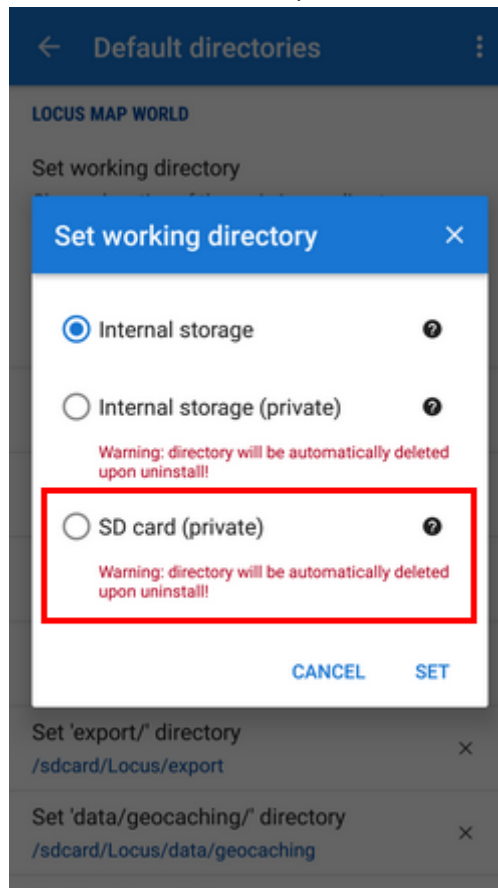 Default directories
LOCUS MAP WORLD
Set working directory
Set working directory
Internal storage
Internal storage (private)
Warning: directory will be automatically deleted
upon uninstall!
SD card (private)
Warning: directory will be automatically deleted
upon uninstall!
CANCEL SET
Set 'export/' directory
/sdcard/Locus/export
Set 'data/geocaching/' directory
/sdcard/Locus/data/geocaching